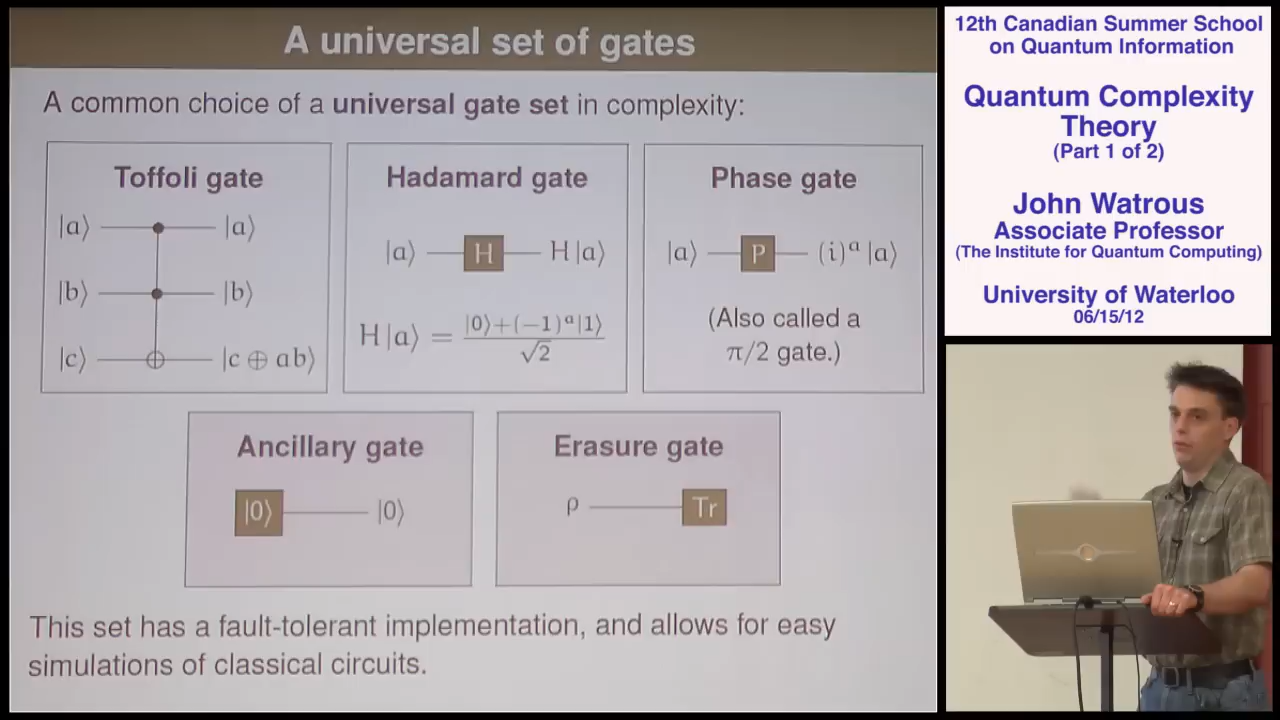 A universal set of gates
A common choice of a universal gate set in complexity:
Toffoli gate
|a⟩ |a⟩
|b⟩ |b⟩
|c⟩ |c ⊕ ab⟩
Hadamard gate
|a⟩ H H|a⟩
H|a⟩ = |0⟩+(−1)ᵃ|1⟩ / √2
Phase gate
|a⟩ P (i)ᵃ|a⟩
(Also called a
π/2 gate.)
Ancillary gate
|0⟩ |0⟩
Erasure gate
ρ Tr
This set has a fault-tolerant implementation, and allows for easy
simulations of classical circuits.
12th Canadian Summer School
on Quantum Information
Quantum Complexity
Theory
(Part 1 of 2)
John Watrous
Associate Professor
(The Institute for Quantum Computing)
University of Waterloo
06/15/12